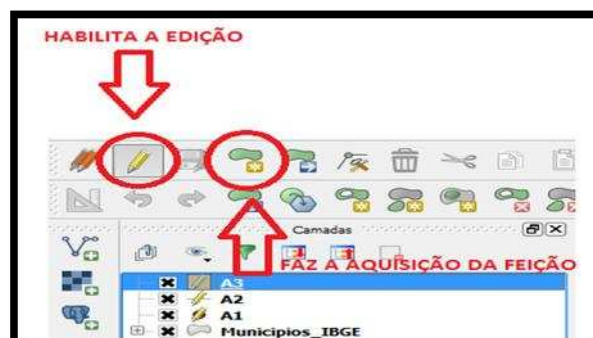 HABILITA A EDIÇÃO
Camadas
FAZ A AQUISIÇÃO DA FEIÇÃO
A3
A2
A1
Municipios_IBGE